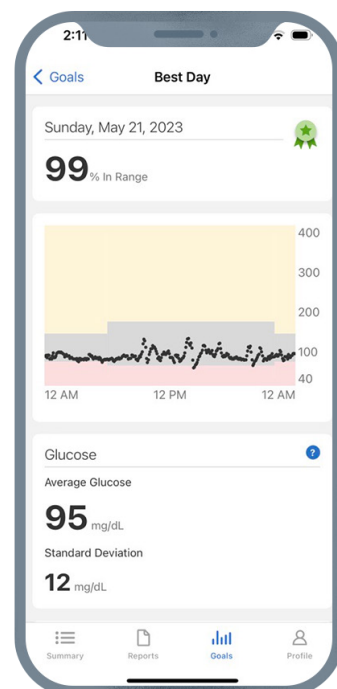 2:11
Goals
Best Day
Sunday, May 21, 2023
99 % In Range
400
300
200
100
40
12 AM 12 PM 12 AM
Glucose ?
Average Glucose
95 mg/dL
Standard Deviation
12 mg/dL
Summary Reports Goals Profile